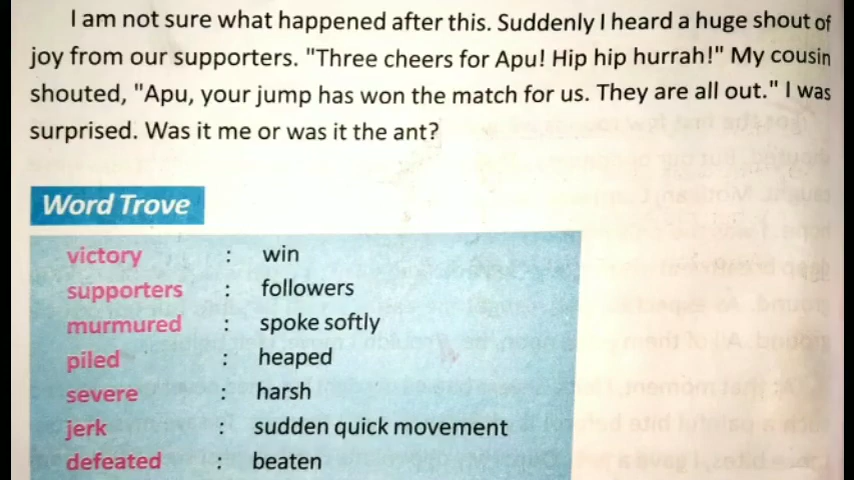 I am not sure what happened after this. Suddenly I heard a huge shout of
joy from our supporters. "Three cheers for Apu! Hip hip hurrah!" My cousin
shouted, "Apu, your jump has won the match for us. They are all out." I was
surprised. Was it me or was it the ant?
Word Trove
victory : win
supporters : followers
murmured : spoke softly
piled : heaped
severe : harsh
jerk : sudden quick movement
defeated : beaten